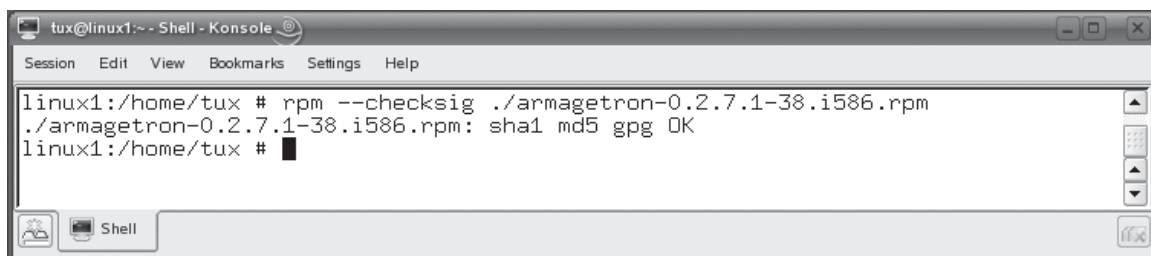 tux@linux1:~ - Shell - Konsole
Session Edit View Bookmarks Settings Help
linux1:/home/tux # rpm --checksig ./armagetron-0.2.7.1-38.i586.rpm
./armagetron-0.2.7.1-38.i586.rpm: sha1 md5 gpg OK
linux1:/home/tux #
Shell